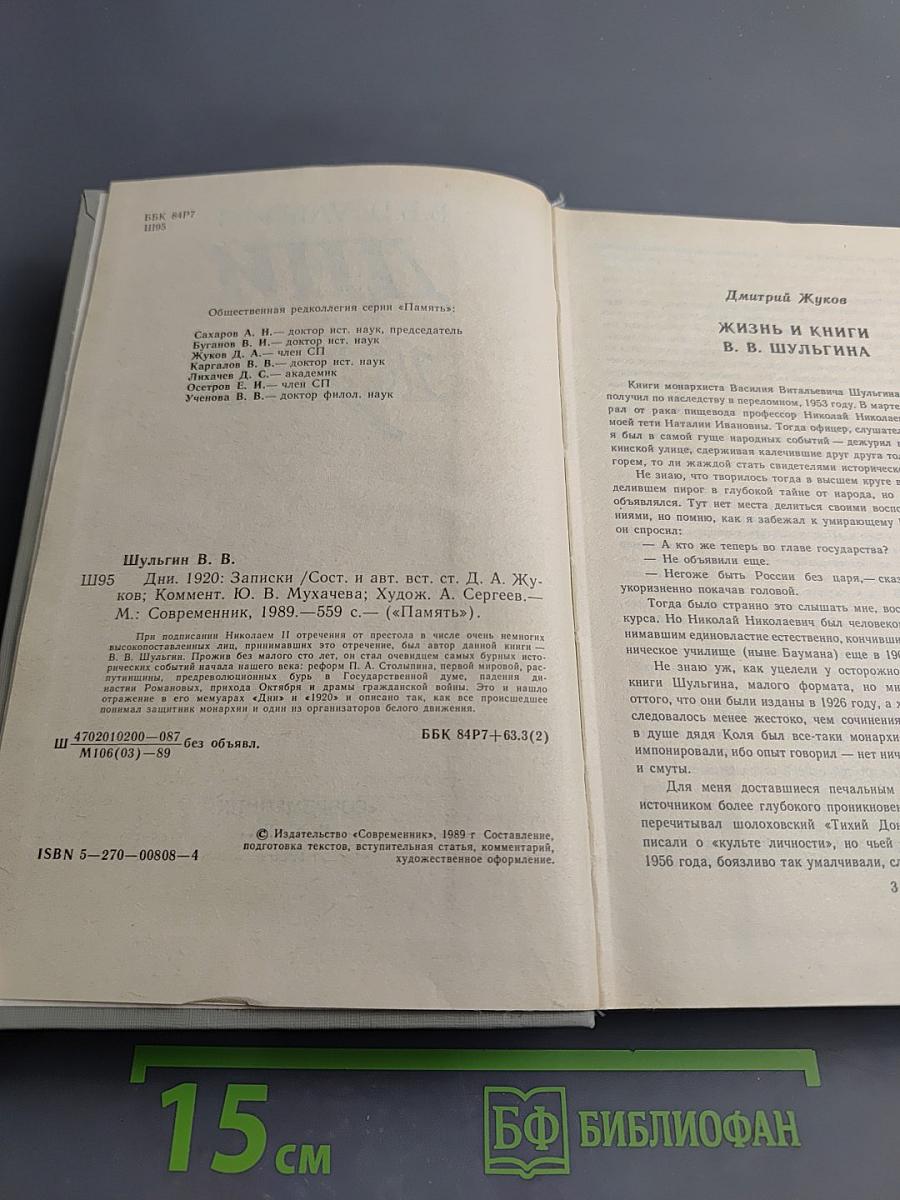 ББК 84Р7
Ш95
Общественная редколлегия серии «Память»:
Сахаров А. Н.— доктор ист. наук, председатель
Буганов В. И.— доктор ист. наук
Жуков Д. А.— член СП
Каргалов В. В.— доктор ист. наук
Лихачев Д. С.— академик
Осетров Е. И.— член СП
Ученова В. В.— доктор филол. наук
Шульгин В. В.
Ш95 Дни. 1920: Записки /Сост. и авт. вст. ст. Д. А. Жу-
ков; Коммент. Ю. В. Мухачева; Худож. А. Сергеев.—
М.: Современник, 1989.—559 с.— («Память»).
При подписании Николаем II отречения от престола в числе очень немногих
высокопоставленных лиц, принимавших это отречение, был автор данной книги —
В. В. Шульгин. Прожив без малого сто лет, он стал очевидцем самых бурных исто-
рических событий начала нашего века: реформ П. А. Столыпина, первой мировой, рас-
путинщины, предреволюционных бурь в Государственной думе, падения ди-
настии Романовых, прихода Октября и драмы гражданской войны. Это и нашло
отражение в его мемуарах «Дни» и «1920» и описано так, как все происшедшее
понимал защитник монархии и один из организаторов белого движения.
Ш 4702010200—087
М106(03)—89 без объявл.
ББК 84Р7+63.3(2)
© Издательство «Современник», 1989 г Составление,
подготовка текстов, вступительная статья, комментарий,
художественное оформление.
ISBN 5—270—00808—4
Дмитрий Жуков
ЖИЗНЬ И КНИГИ
В. В. ШУЛЬГИНА
Книги монархиста Василия Витальевича Шульгина
получил по наследству в переломном, 1953 году. В марте
рал от рака пищевода профессор Николай Николае
моей тети Наталии Ивановны. Тогда офицер, слушател
я был в самой гуще народных событий — дежурил
кинской улице, сдерживая калечившие друг друга тол
горем, то ли жаждой стать свидетелями историческ
Не знаю, что творилось тогда в высшем круге в
делившем пирог в глубокой тайне от народа, но
объявлялся. Тут нет места делиться своими воспо
ниями, но помню, как я забежал к умирающему
он спросил:
— А кто же теперь во главе государства?
— Не объявили еще.
— Негоже быть России без царя,— сказ
укоризненно покачав головой.
Тогда было странно это слышать мне, вос
курса. Но Николай Николаевич был человеком
нимавшим единовластие естественно, кончивши
ническое училище (ныне Баумана) еще в 190
Не знаю уж, как уцелели у осторожно
книги Шульгина, малого формата, но мн
оттого, что они были изданы в 1926 году, а х
следовалось менее жестоко, чем сочинения
в душе дядя Коля был все-таки монархи
импонировали, ибо опыт говорил — нет нич
и смуты.
Для меня доставшиеся печальным
источником более глубокого проникновен
перечитывал шолоховский «Тихий Дон
писали о «культе личности», но чьей
1956 года, боязливо так умалчивали, сл
3
15 см
БФ БИБЛИОФАН